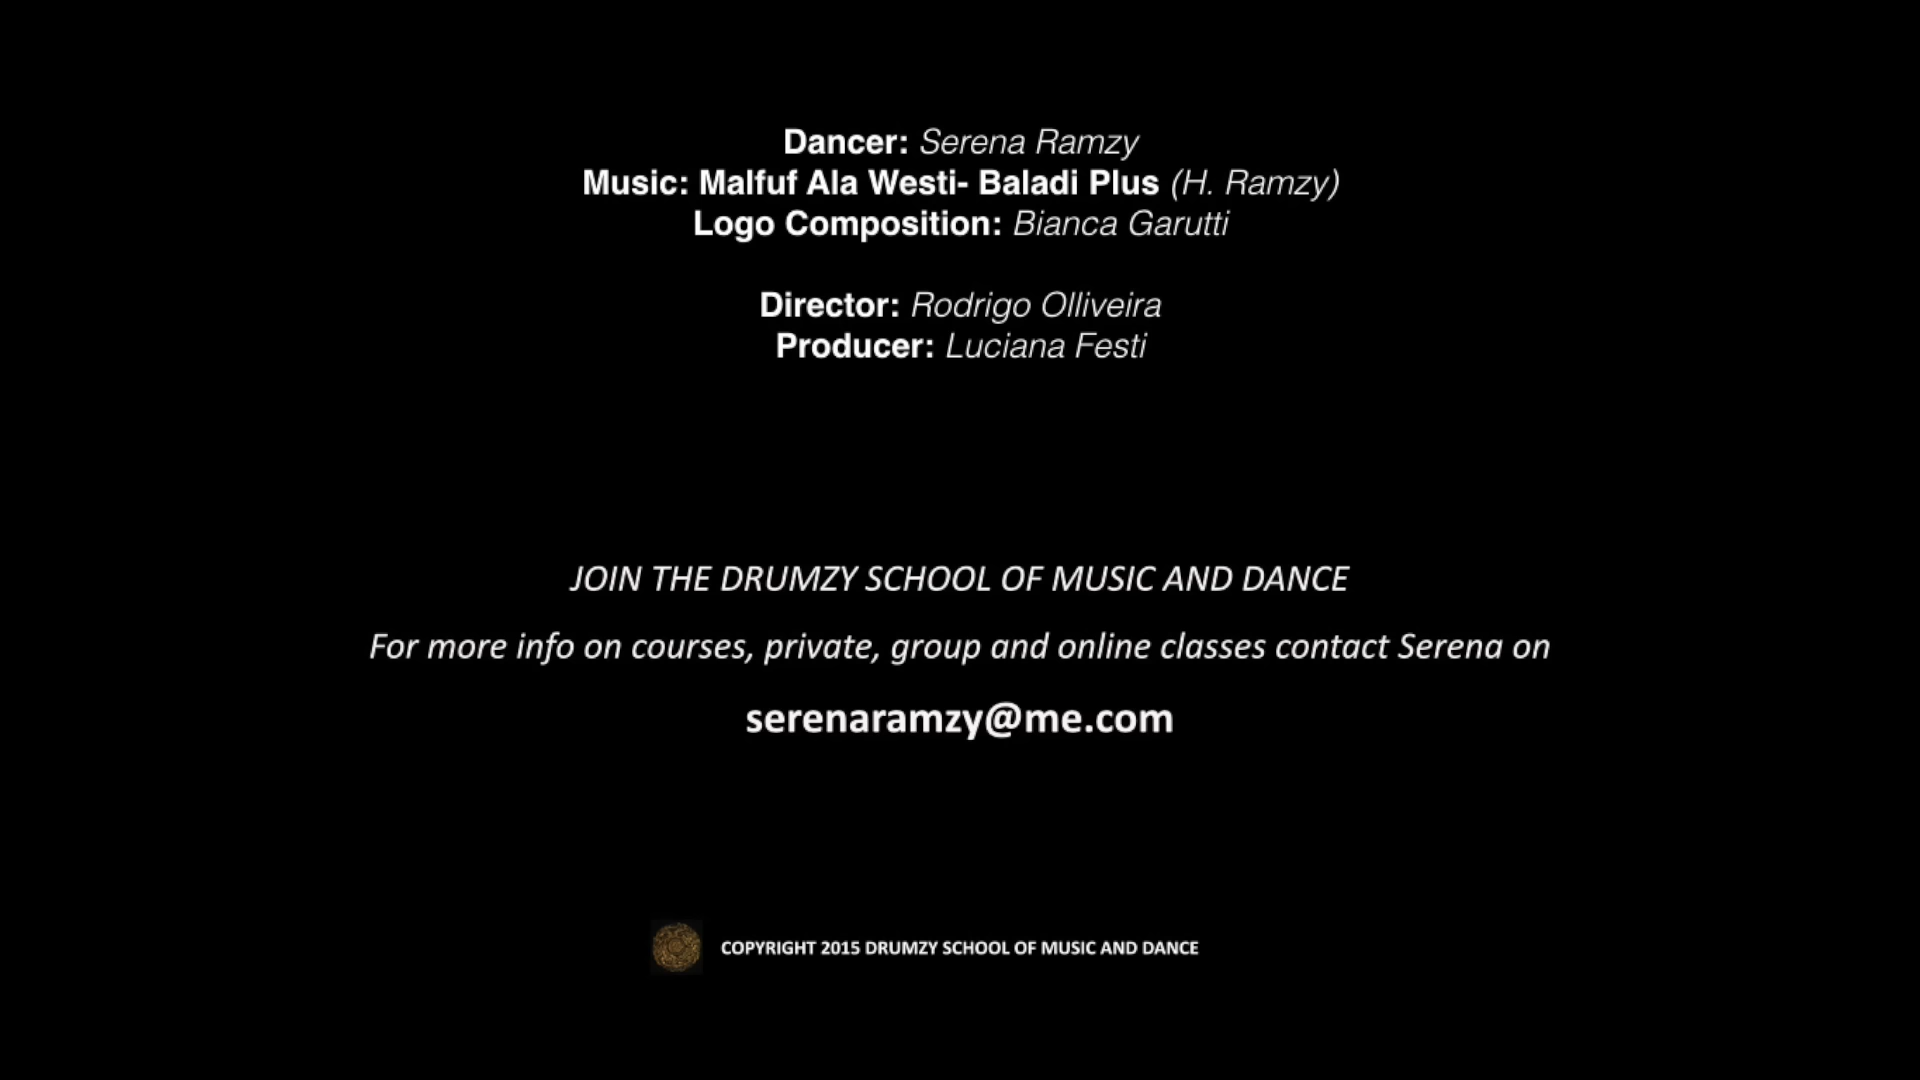 Dancer: Serena Ramzy
Music: Malfuf Ala Westi- Baladi Plus (H. Ramzy)
Logo Composition: Bianca Garutti
Director: Rodrigo Olliveira
Producer: Luciana Festi
JOIN THE DRUMZY SCHOOL OF MUSIC AND DANCE
For more info on courses, private, group and online classes contact Serena on
serenaramzy@me.com
COPYRIGHT 2015 DRUMZY SCHOOL OF MUSIC AND DANCE